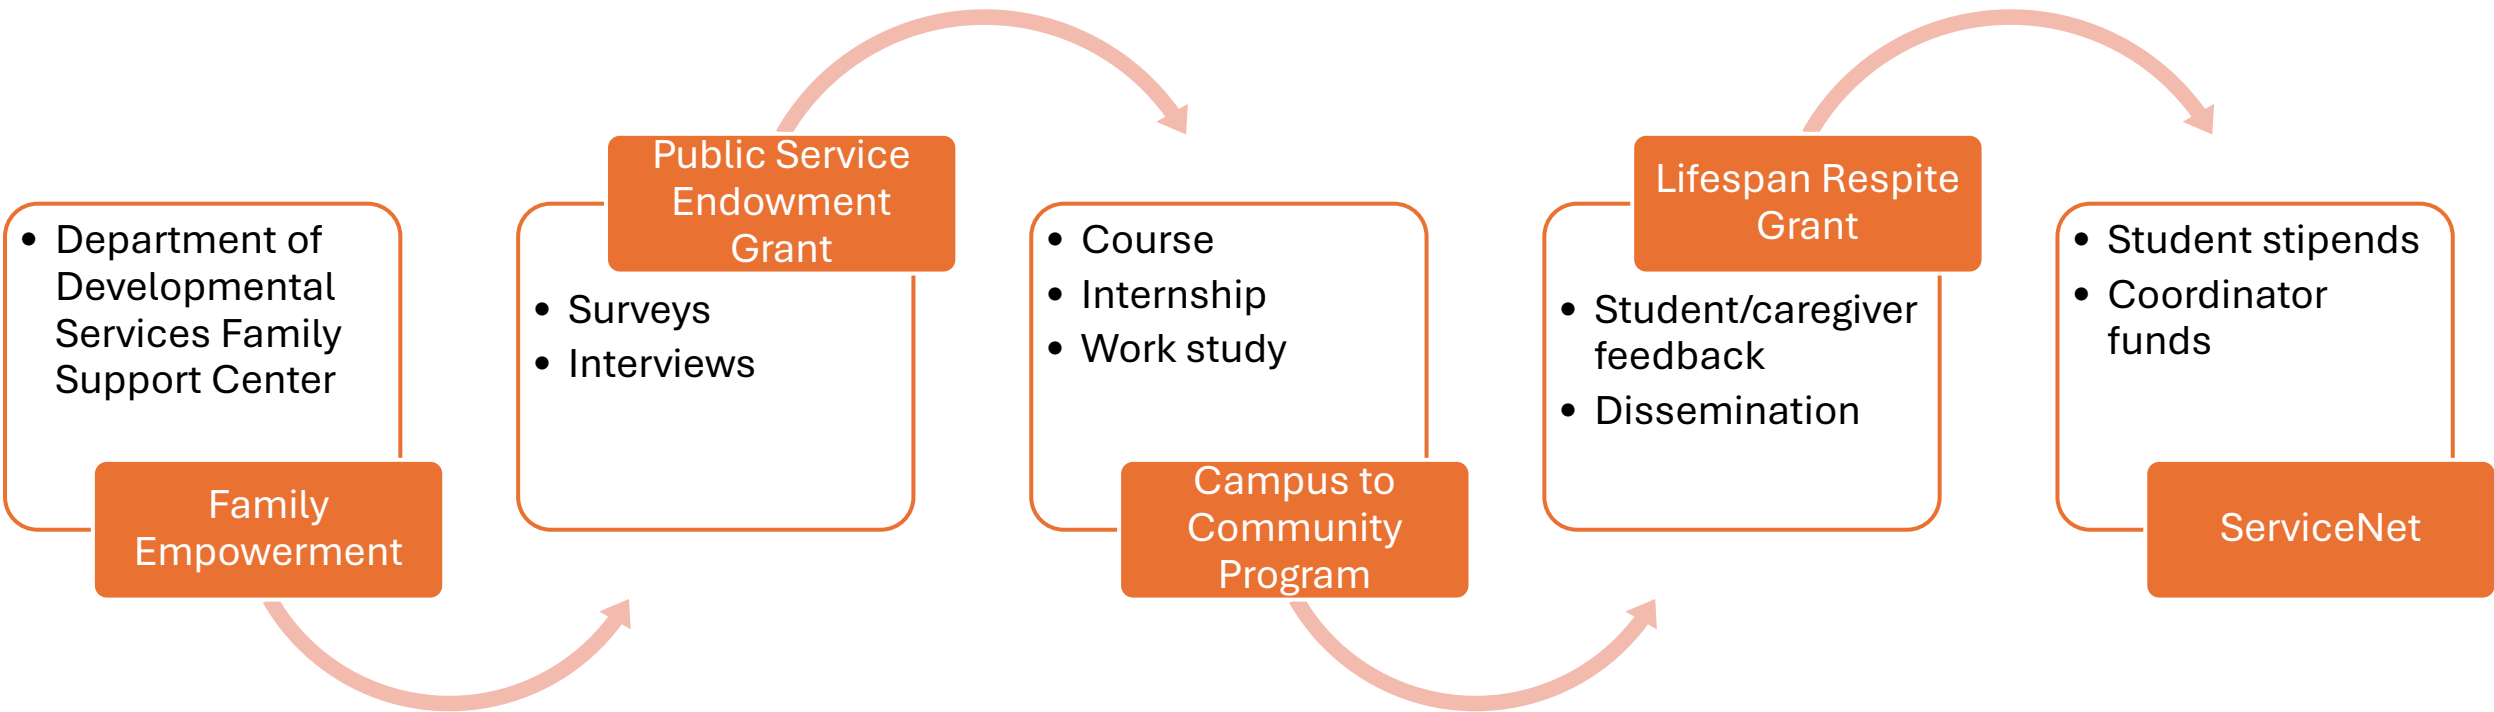 • Department of
Developmental
Services Family
Support Center
Family
Empowerment
Public Service
Endowment
Grant
• Surveys
• Interviews
• Course
• Internship
• Work study
Campus to
Community
Program
Lifespan Respite
Grant
• Student/caregiver
feedback
• Dissemination
• Student stipends
• Coordinator
funds
ServiceNet